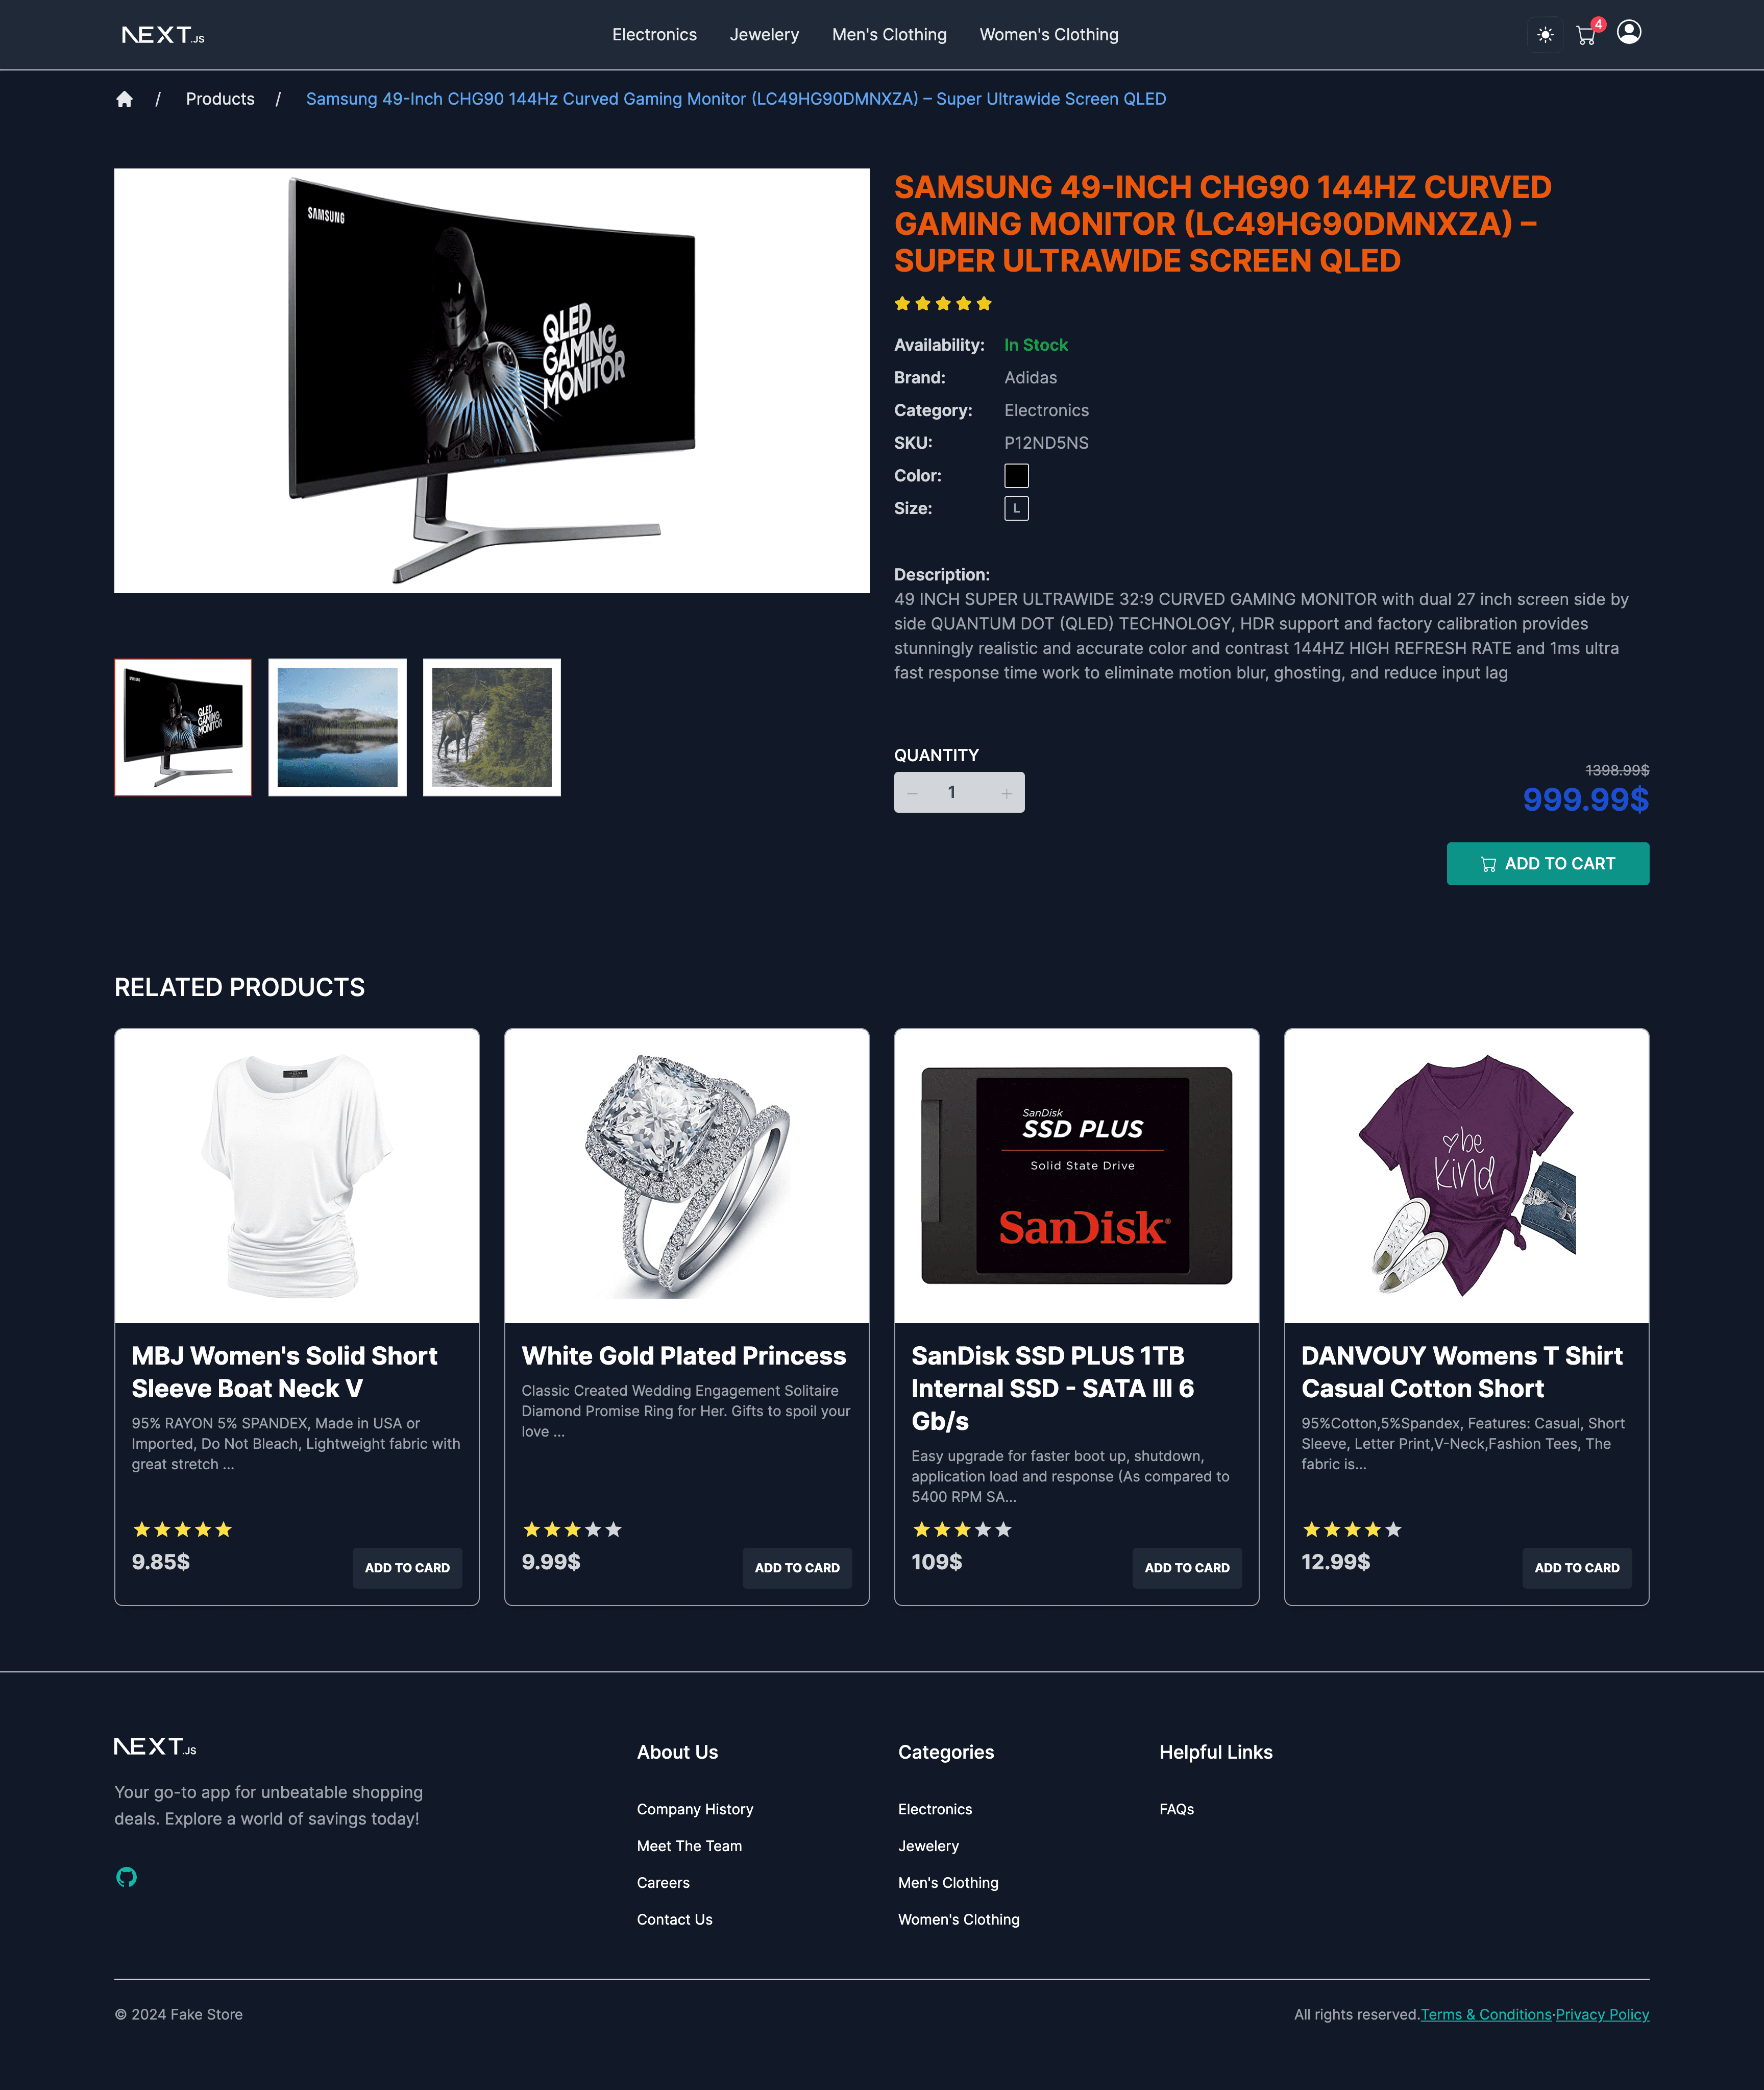 NEXT.JS
Electronics
Jewelery
Men's Clothing
Women's Clothing
4
/ Products / Samsung 49-Inch CHG90 144Hz Curved Gaming Monitor (LC49HG90DMNXZA) – Super Ultrawide Screen QLED
SAMSUNG
QLED
GAMING
MONITOR
SAMSUNG 49-INCH CHG90 144HZ CURVED
GAMING MONITOR (LC49HG90DMNXZA) –
SUPER ULTRAWIDE SCREEN QLED
Availability: In Stock
Brand: Adidas
Category: Electronics
SKU: P12ND5NS
Color:
Size: L
Description:
49 INCH SUPER ULTRAWIDE 32:9 CURVED GAMING MONITOR with dual 27 inch screen side by
side QUANTUM DOT (QLED) TECHNOLOGY, HDR support and factory calibration provides
stunningly realistic and accurate color and contrast 144HZ HIGH REFRESH RATE and 1ms ultra
fast response time work to eliminate motion blur, ghosting, and reduce input lag
SAMSUNG
QLED
GAMING
MONITOR
QUANTITY
1
1398.99$
999.99$
ADD TO CART
RELATED PRODUCTS
MBJ Women's Solid Short
Sleeve Boat Neck V
95% RAYON 5% SPANDEX, Made in USA or
Imported, Do Not Bleach, Lightweight fabric with
great stretch ...
9.85$
ADD TO CARD
White Gold Plated Princess
Classic Created Wedding Engagement Solitaire
Diamond Promise Ring for Her. Gifts to spoil your
love ...
9.99$
ADD TO CARD
SanDisk
SSD PLUS
Solid State Drive
SanDisk®
SanDisk SSD PLUS 1TB
Internal SSD - SATA III 6
Gb/s
Easy upgrade for faster boot up, shutdown,
application load and response (As compared to
5400 RPM SA...
109$
ADD TO CARD
be
kind
DANVOUY Womens T Shirt
Casual Cotton Short
95%Cotton,5%Spandex, Features: Casual, Short
Sleeve, Letter Print,V-Neck,Fashion Tees, The
fabric is...
12.99$
ADD TO CARD
NEXT.JS
Your go-to app for unbeatable shopping
deals. Explore a world of savings today!
About Us
Company History
Meet The Team
Careers
Contact Us
Categories
Electronics
Jewelery
Men's Clothing
Women's Clothing
Helpful Links
FAQs
© 2024 Fake Store
All rights reserved.Terms & Conditions·Privacy Policy